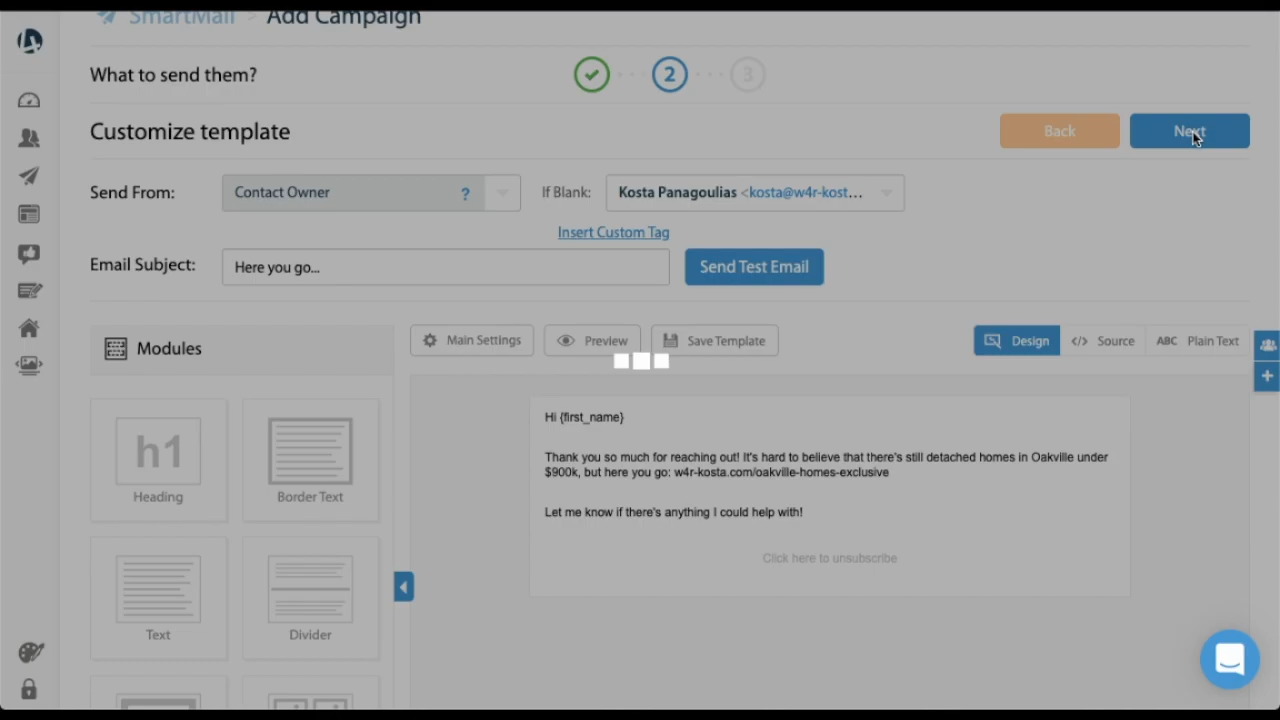 SmartMail > Add Campaign
What to send them?
2
3
Customize template
Back
Next
Send From:
Contact Owner
?
If Blank:
Kosta Panagoulias <kosta@w4r-kost...
Insert Custom Tag
Email Subject:
Here you go...
Send Test Email
Modules
Main Settings
Preview
Save Template
Design
</> Source
ABC Plain Text
h1
Heading
Border Text
Text
Divider
Hi {first_name}
Thank you so much for reaching out! It's hard to believe that there's still detached homes in Oakville under
$900k, but here you go: w4r-kosta.com/oakville-homes-exclusive
Let me know if there's anything I could help with!
Click here to unsubscribe